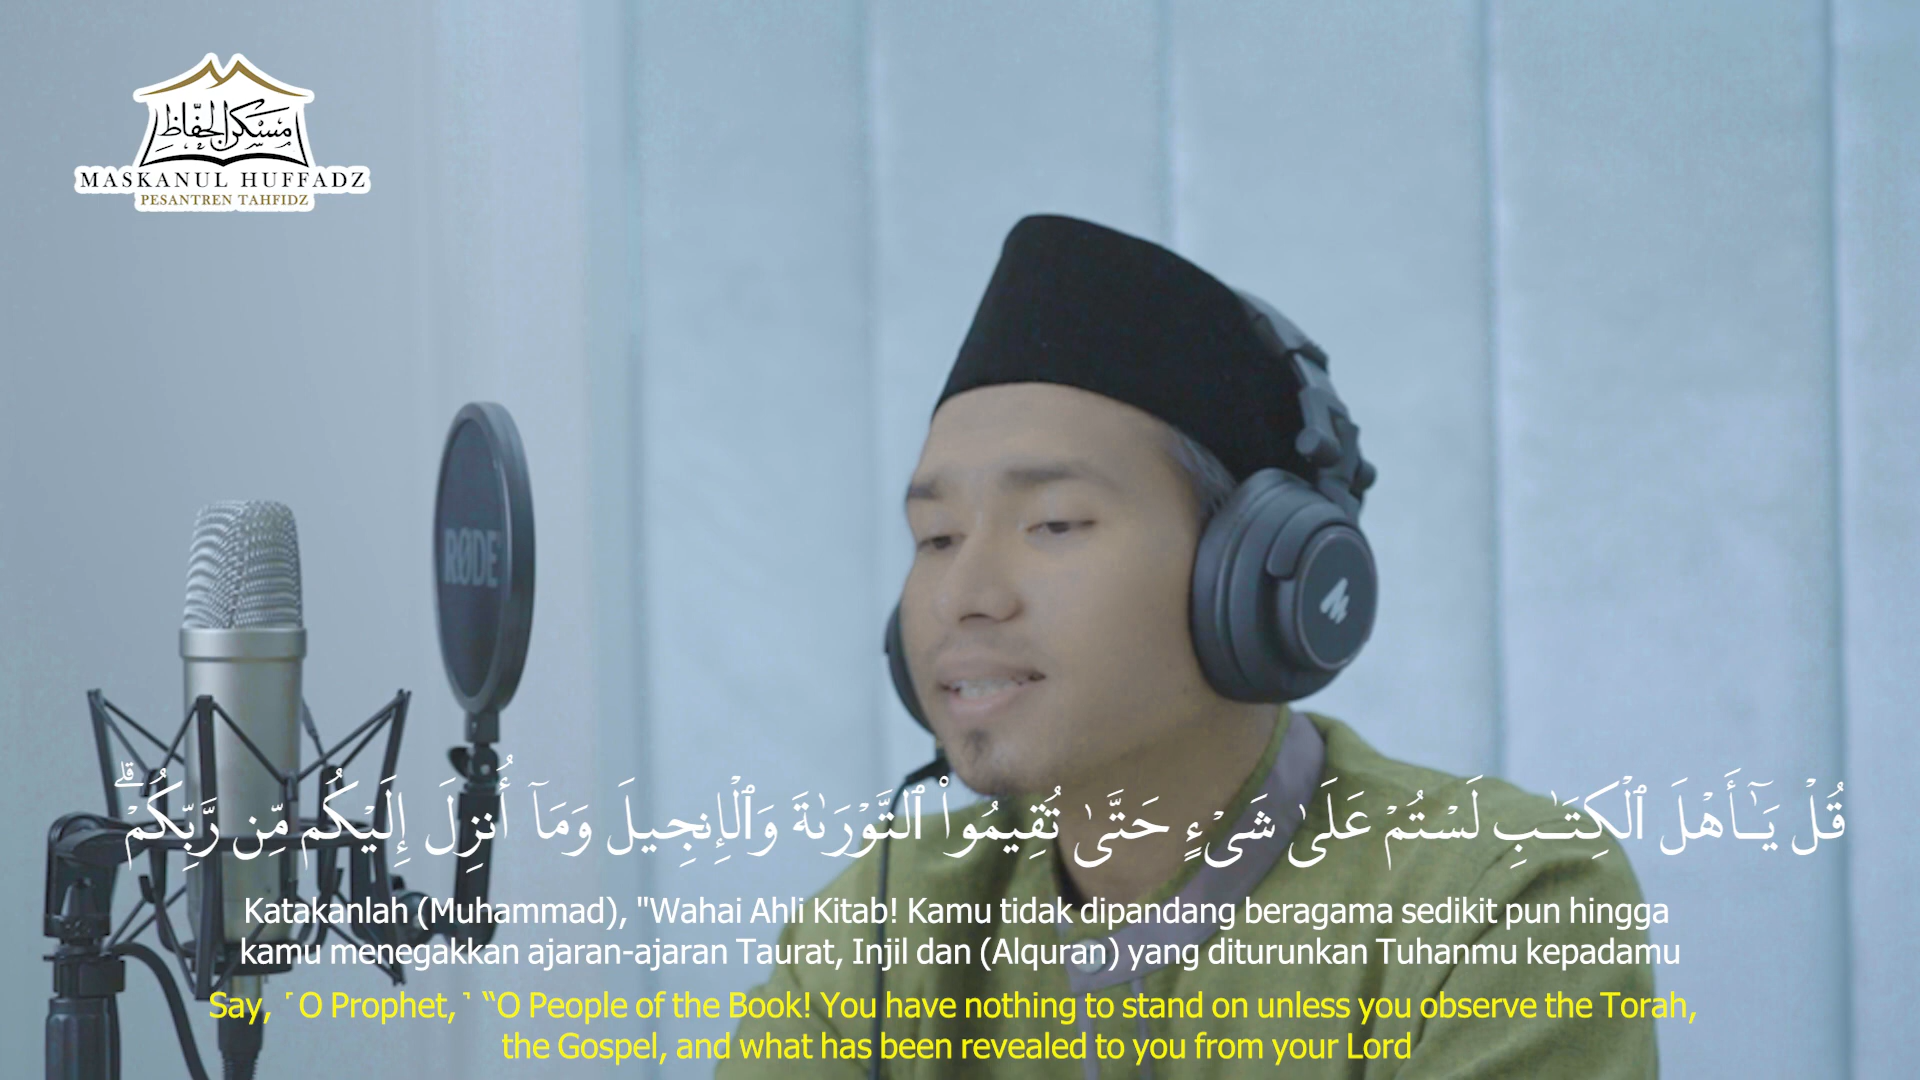 مسكن الحفاظ
MASKANUL HUFFADZ
PESANTREN TAHFIDZ
RØDE
قُلْ يَـٰٓأَهْلَ ٱلْكِتَـٰبِ لَسْتُمْ عَلَىٰ شَىْءٍ حَتَّىٰ تُقِيمُوا۟ ٱلتَّوْرَىٰةَ وَٱلْإِنجِيلَ وَمَآ أُنزِلَ إِلَيْكُم مِّن رَّبِّكُمْ ۗ
Katakanlah (Muhammad), "Wahai Ahli Kitab! Kamu tidak dipandang beragama sedikit pun hingga
kamu menegakkan ajaran-ajaran Taurat, Injil dan (Alquran) yang diturunkan Tuhanmu kepadamu
Say, ˹O Prophet,˺ “O People of the Book! You have nothing to stand on unless you observe the Torah,
the Gospel, and what has been revealed to you from your Lord